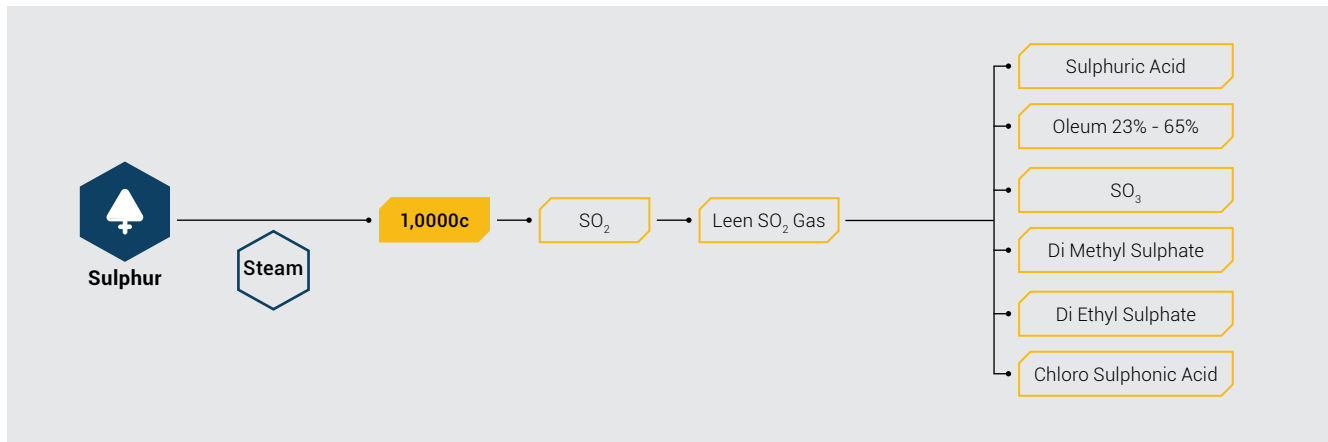 Sulphur
Steam
1,0000c
SO₂
Leen SO₂ Gas
Sulphuric Acid
Oleum 23% - 65%
SO₃
Di Methyl Sulphate
Di Ethyl Sulphate
Chloro Sulphonic Acid